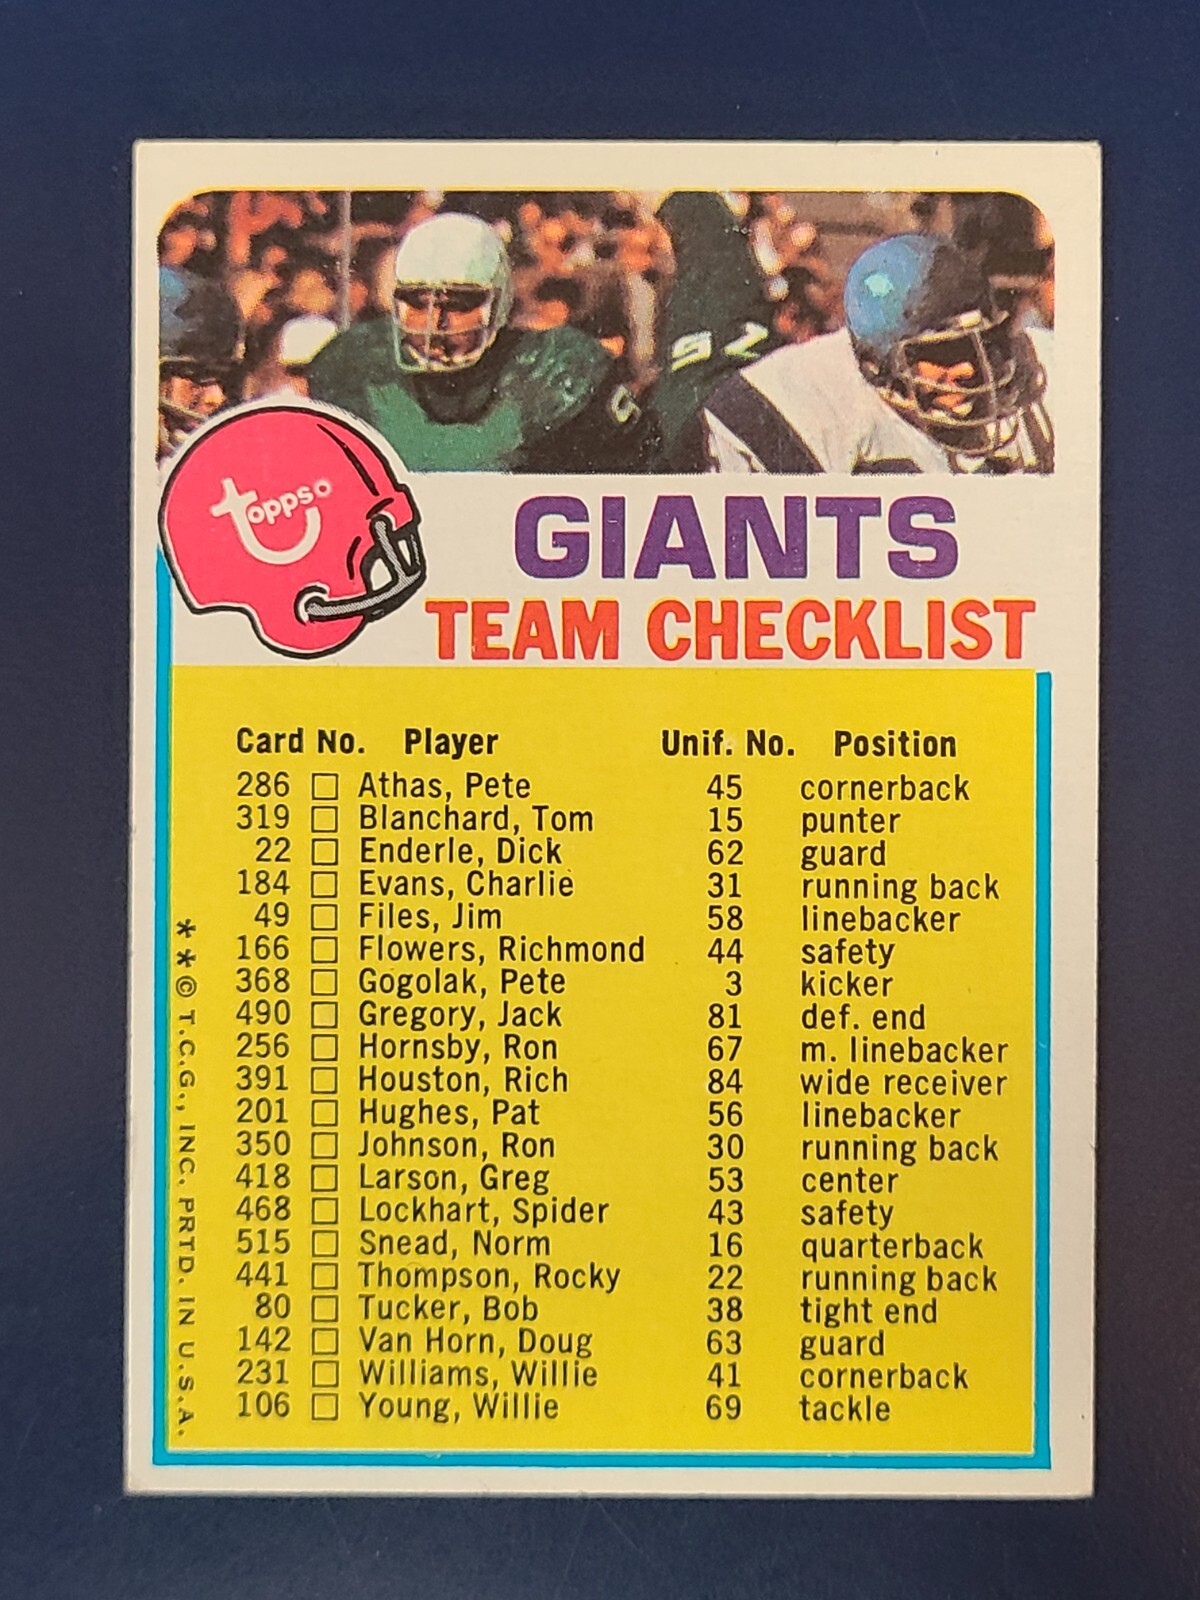 topps
GIANTS
TEAM CHECKLIST
Card No. Player Unif. No. Position
286 □ Athas, Pete 45 cornerback
319 □ Blanchard, Tom 15 punter
22 □ Enderle, Dick 62 guard
184 □ Evans, Charlie 31 running back
49 □ Files, Jim 58 linebacker
166 □ Flowers, Richmond 44 safety
368 □ Gogolak, Pete 3 kicker
490 □ Gregory, Jack 81 def. end
256 □ Hornsby, Ron 67 m. linebacker
391 □ Houston, Rich 84 wide receiver
201 □ Hughes, Pat 56 linebacker
350 □ Johnson, Ron 30 running back
418 □ Larson, Greg 53 center
468 □ Lockhart, Spider 43 safety
515 □ Snead, Norm 16 quarterback
441 □ Thompson, Rocky 22 running back
80 □ Tucker, Bob 38 tight end
142 □ Van Horn, Doug 63 guard
231 □ Williams, Willie 41 cornerback
106 □ Young, Willie 69 tackle
**© T.C.G., INC. PRTD. IN U.S.A.